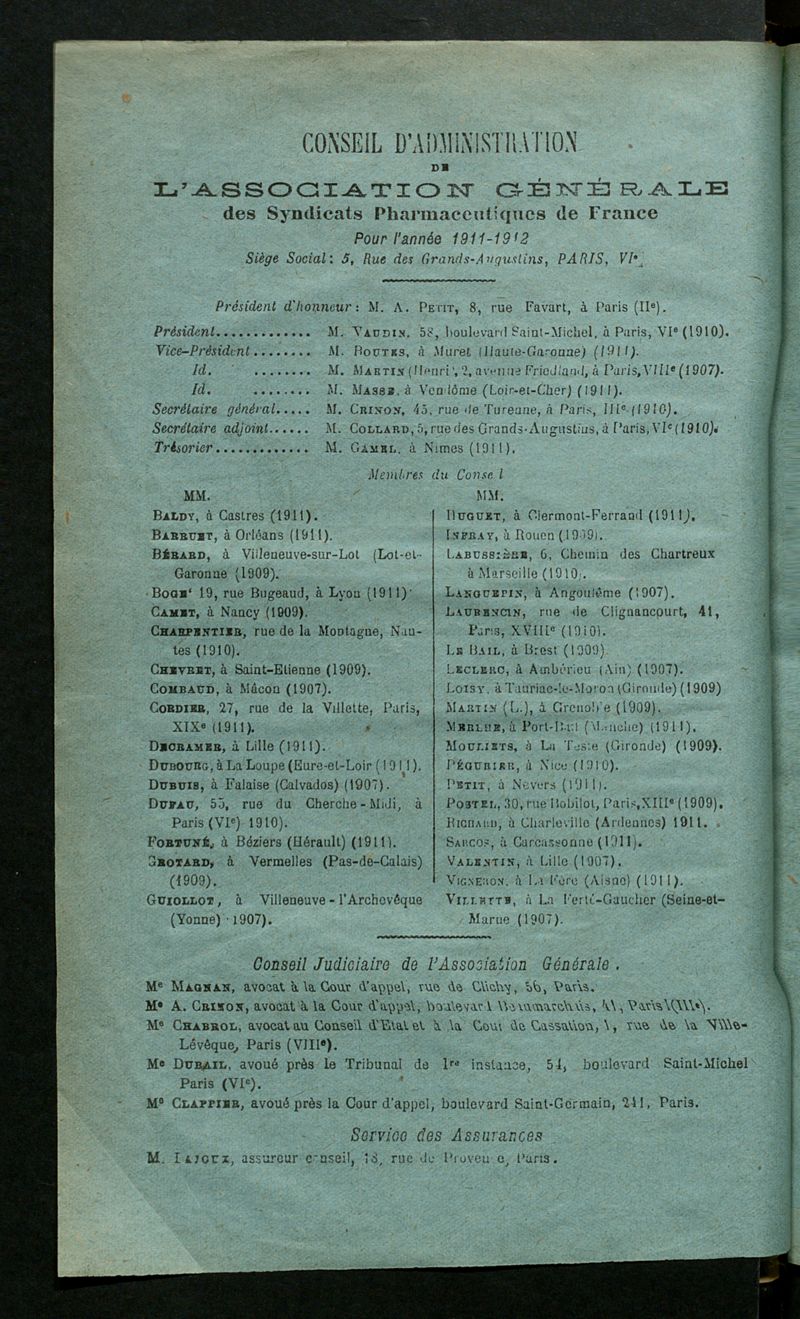 CONSEIL D'ADMINISTRATION
DE
L'ASSOCIATION GÉNÉRALE
des Syndicats Pharmaceutiques de France
Pour l'année 1911-1912
Siège Social : 5, Rue des Grands-Augustins, PARIS, VIe.
Président d'honneur : M. A. PETIT, 8, rue Favart, à Paris (IIe).
Président............. M. VAUDIN, 58, boulevard Saint-Michel, à Paris, VIe (1910).
Vice-Président........ M. BOUTES, à Muret (Haute-Garonne) (1911).
Id. ........ M. MARTIN (Henri), 2, avenue Friedland, à Paris, VIIIe (1907).
Id. ........ M. MASSE, à Vendôme (Loir-et-Cher) (1911).
Secrétaire général..... M. CRINON, 45, rue de Turenne, à Paris, IIIe (1910).
Secrétaire adjoint...... M. COLLARD, 5, rue des Grands-Augustins, à Paris, VIe (1910).
Trésorier............. M. GAMEL, à Nimes (1911).
Membres du Conseil
MM.
BALDY, à Castres (1911).
BARRUET, à Orléans (1911).
BÉRARD, à Villeneuve-sur-Lot (Lot-et-
Garonne (1909).
BOGE' 19, rue Bugeaud, à Lyon (1911)
CAMET, à Nancy (1909).
CHARPENTIER, rue de la Montagne, Nan-
tes (1910).
CHEVRET, à Saint-Etienne (1909).
COMBAUD, à Mâcon (1907).
CORDIER, 27, rue de la Villette, Paris,
XIXe (1911).
DECRAMER, à Lille (1911).
DUBOURG, à La Loupe (Eure-et-Loir (1911).
DUBUIS, à Falaise (Calvados) (1907).
DUFAU, 55, rue du Cherche-Midi, à
Paris (VIe) 1910).
FORTUNÉ, à Béziers (Hérault) (1911).
GROTARD, à Vermelles (Pas-de-Calais)
(1909).
GUIOLLOT, à Villeneuve-l'Archevêque
(Yonne) 1907).
MM.
HUGUET, à Clermont-Ferrand (1911).
INFRAY, à Rouen (1909).
LABUSSIÈRE, 6, Chemin des Chartreux
à Marseille (1910).
LANGUEPIN, à Angoulême (1907).
LAURENCIN, rue de Clignancourt, 41,
Paris, XVIIIe (1910).
LE BAIL, à Brest (1909)
LECLERC, à Ambérieu (Ain) (1907).
LOISY, à Tauriac-le-Moron (Gironde) (1909)
MARTIN (L.), à Grenoble (1909).
MERLUE, à Port-Bail (Manche) (1911).
MOULIETS, à La Teste (Gironde) (1909).
PÉGURIER, à Nice (1910).
PETIT, à Nevers (1911).
POSTEL, 30, rue Bobilot, Paris, XIIIe (1909).
RICHARD, à Charleville (Ardennes) 1911.
SARCOS, à Carcassonne (1911).
VALENTIN, à Lille (1907).
VIGNERON, à La Fère (Aisne) (1911).
VILLETTE, à La Ferté-Gaucher (Seine-et-
Marne (1907).
Conseil Judiciaire de l'Association Générale.
Me MAGNAN, avocat à la Cour d'appel, rue de Clichy, 56, Paris.
Me A. CRINON, avocat à la Cour d'appel, boulevard Beaumarchais, Paris
Me CHABROL, avocat au Conseil d'Etat et à la Cour de Cassation, 1, rue de la Ville-
Lévêque, Paris (VIIIe).
Me DUBAIL, avoué près le Tribunal de 1re instance, 54, boulevard Saint-Michel
Paris (VIe).
Me CLAPPIER, avoué près la Cour d'appel, boulevard Saint-Germain, 241, Paris.
Service des Assurances
M. LAJOUX, assureur conseil, 18, rue de Provence, Paris.